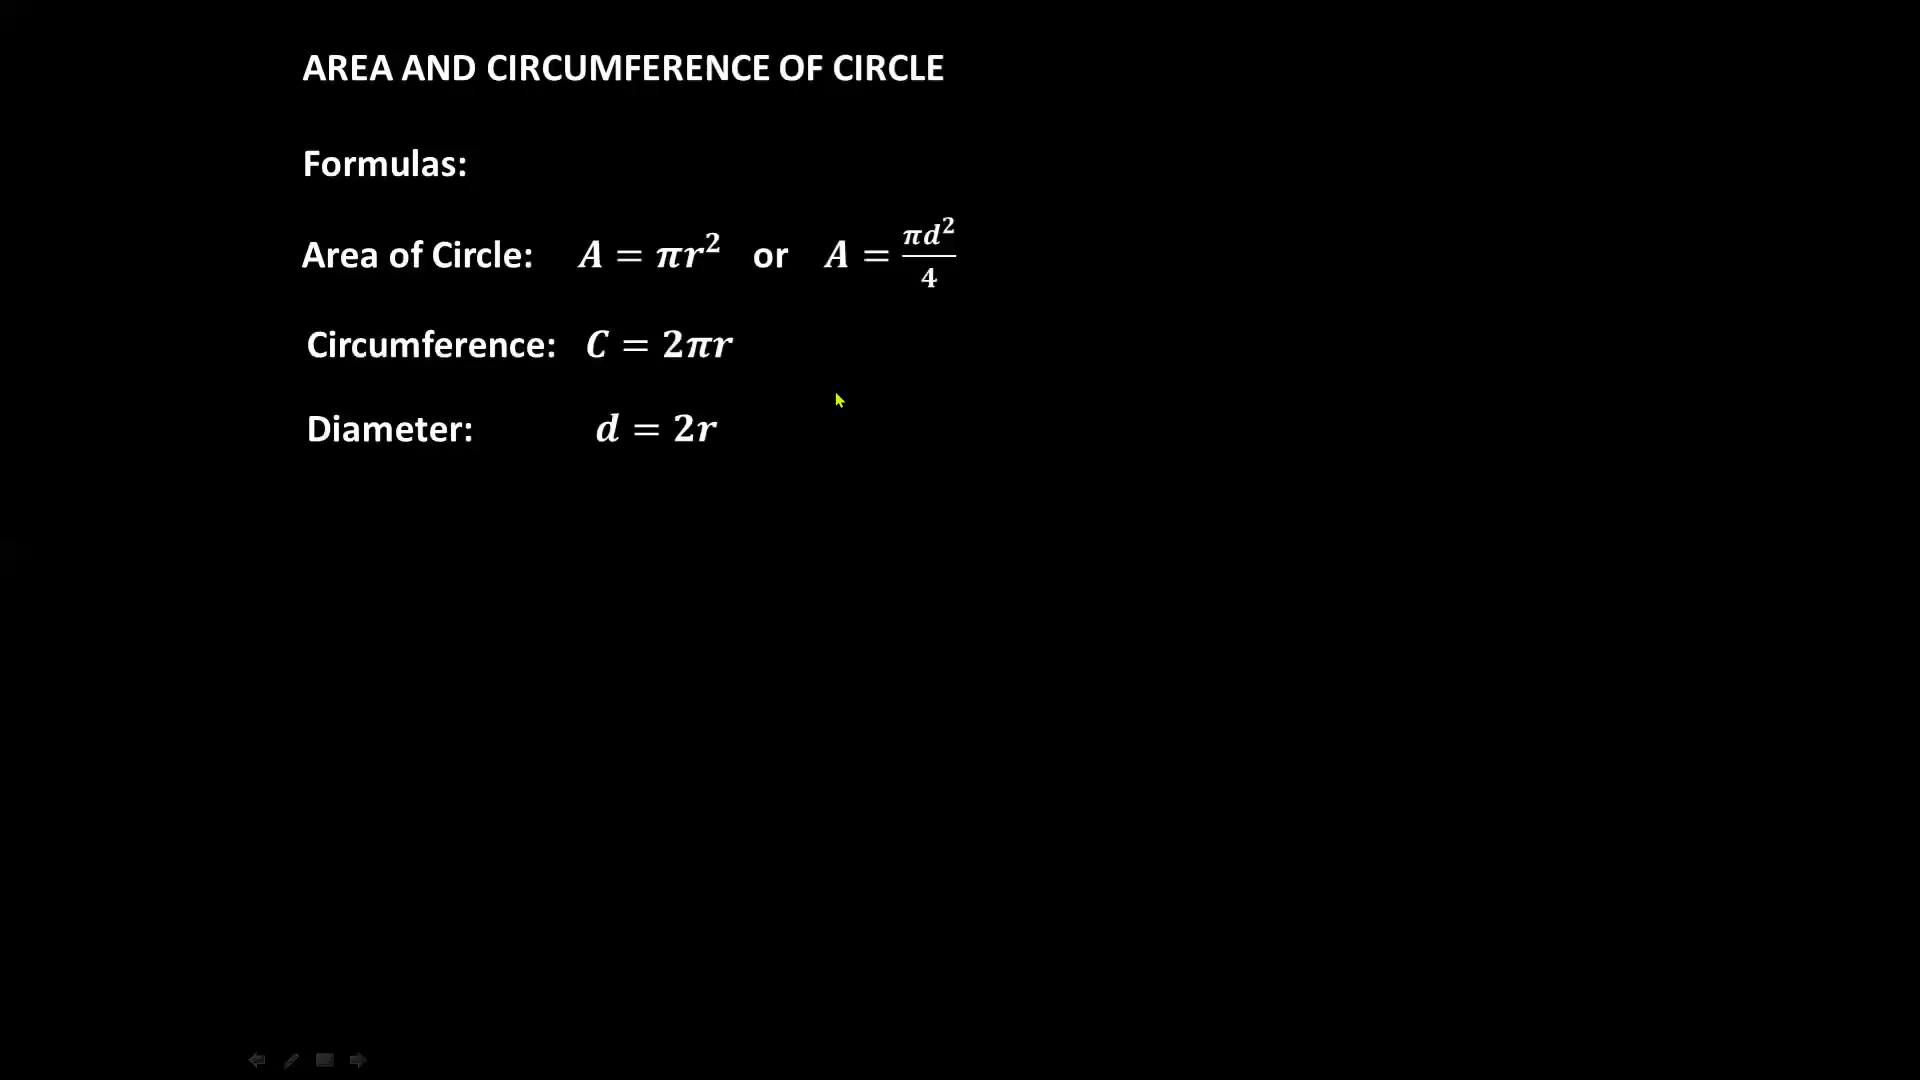 AREA AND CIRCUMFERENCE OF CIRCLE
Formulas:
Area of Circle: A = πr² or A = πd²/4
Circumference: C = 2πr
Diameter: d = 2r